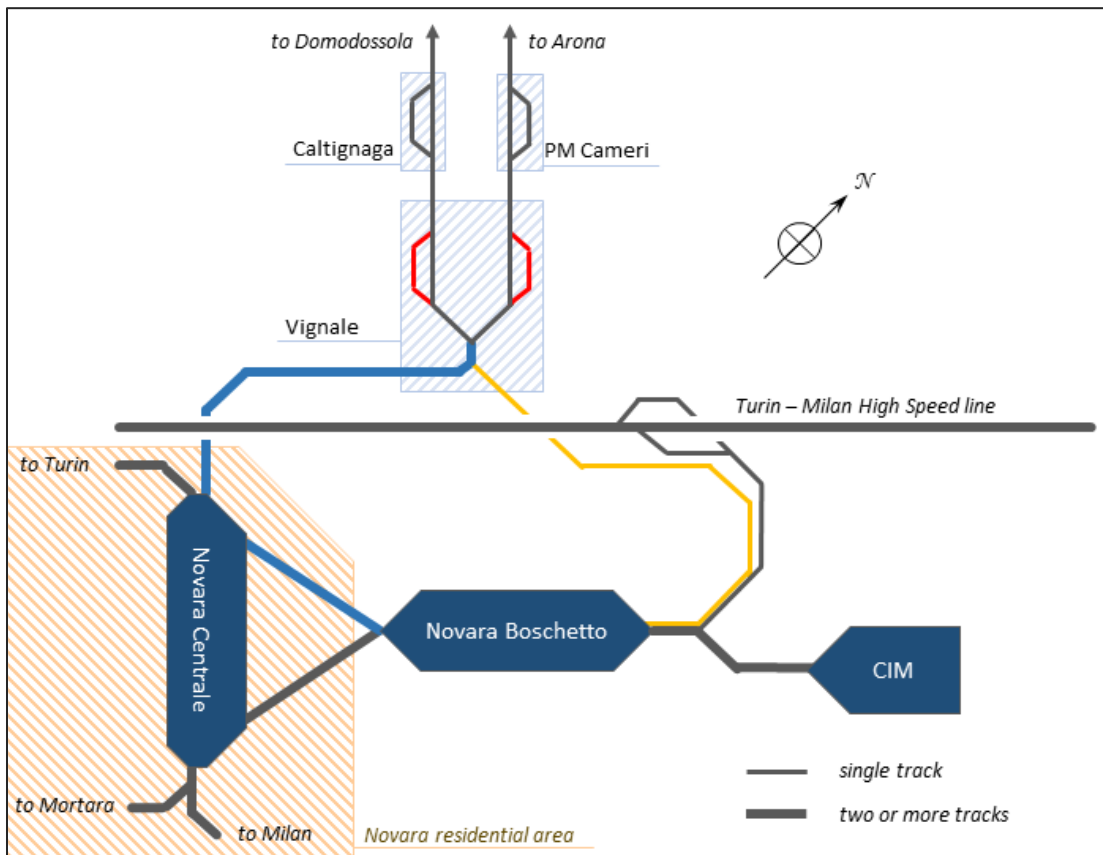 to Domodossola
to Arona
Caltignaga
PM Cameri
N
Vignale
Turin – Milan High Speed line
to Turin
Novara Centrale
Novara Boschetto
CIM
single track
to Mortara
two or more tracks
to Milan
Novara residential area